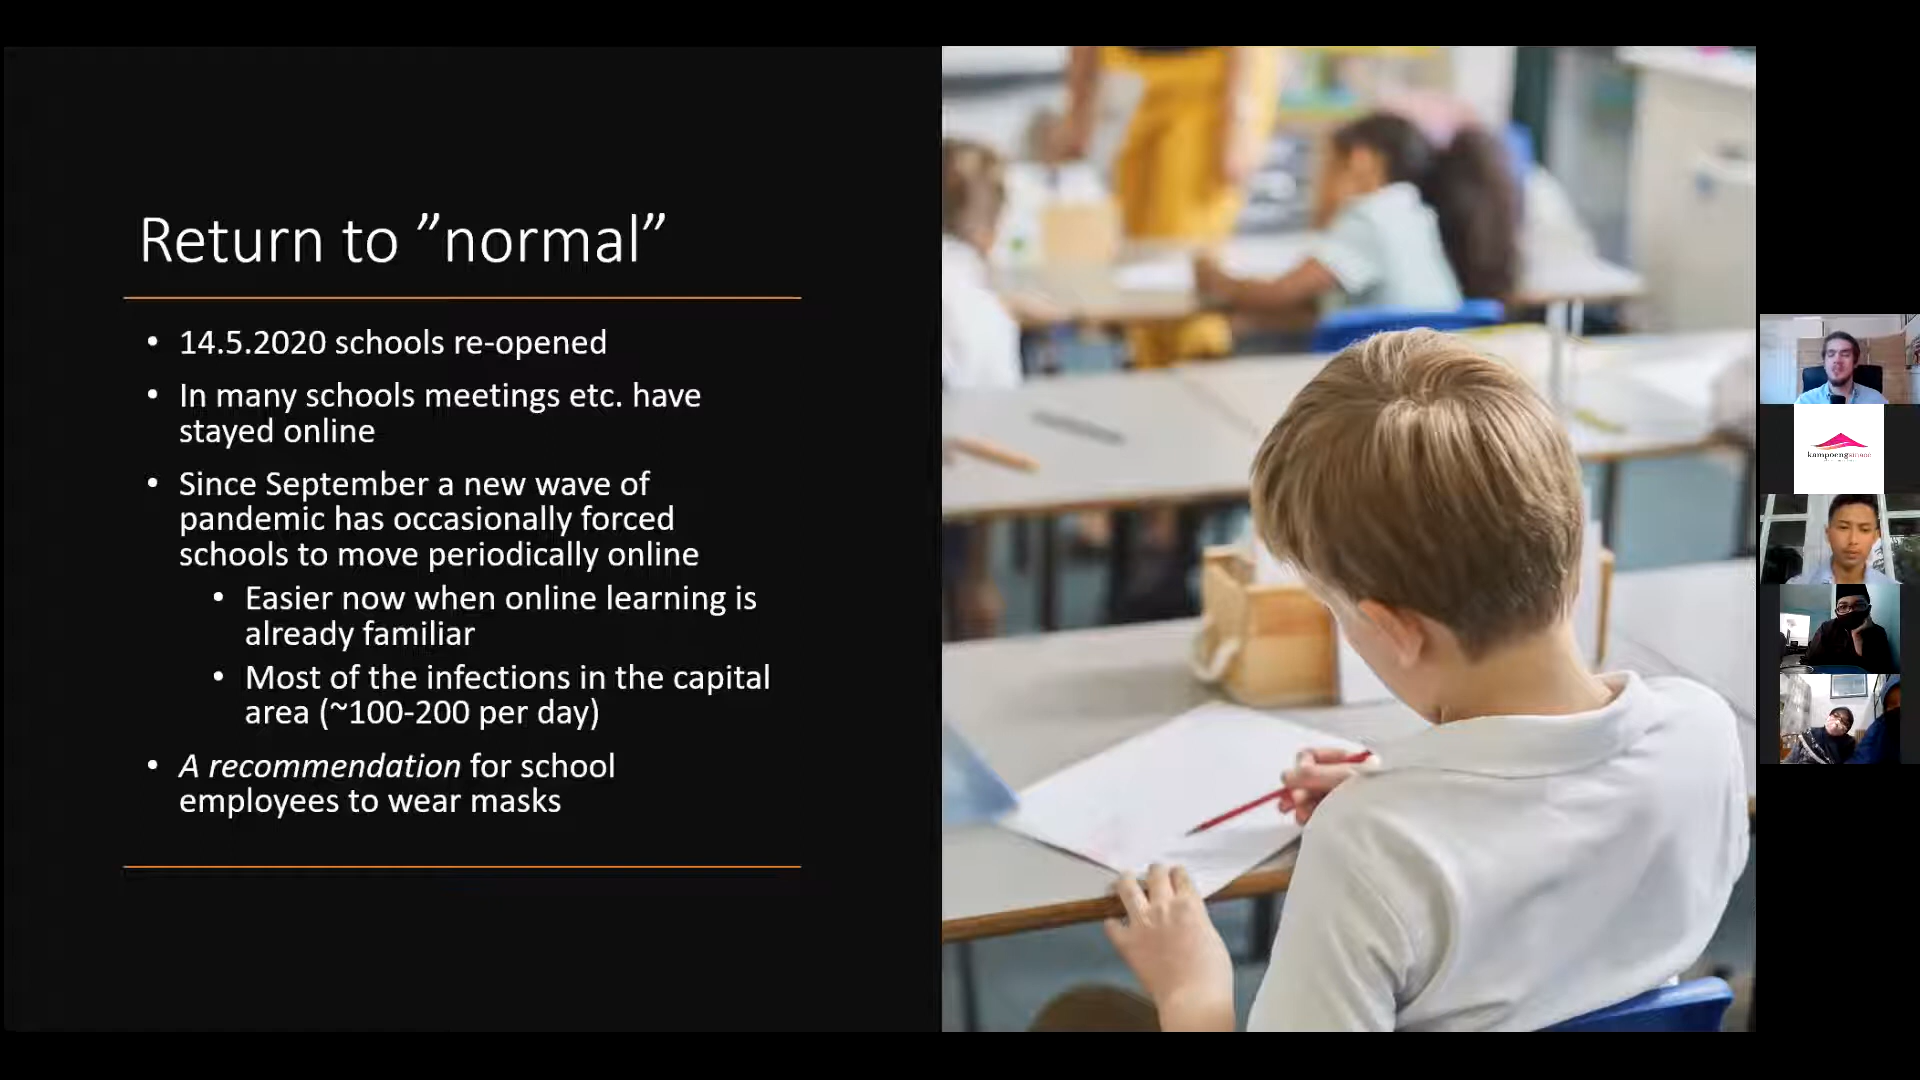 Return to ”normal”
• 14.5.2020 schools re-opened
• In many schools meetings etc. have
stayed online
• Since September a new wave of
pandemic has occasionally forced
schools to move periodically online
• Easier now when online learning is
already familiar
• Most of the infections in the capital
area (~100-200 per day)
• A recommendation for school
employees to wear masks